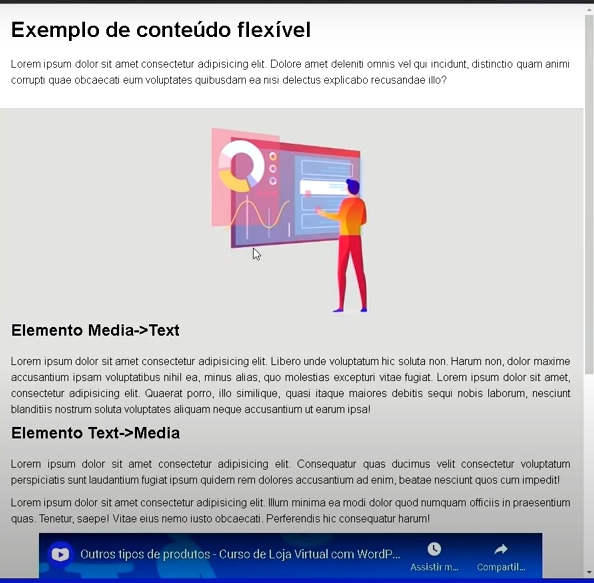 Exemplo de conteúdo flexível
Lorem ipsum dolor sit amet consectetur adipisicing elit. Dolore amet deleniti omnis vel qui incidunt, distinctio quam animi
corrupti quae obcaecati eum voluptates quibusdam ea nisi delectus explicabo recusandae illo?
Elemento Media->Text
Lorem ipsum dolor sit amet consectetur adipisicing elit. Libero unde voluptatum hic soluta non. Harum non, dolor maxime
accusantium ipsam voluptatibus nihil ea, minus alias, quo molestias excepturi vitae fugiat. Lorem ipsum dolor sit amet,
consectetur adipisicing elit. Quaerat porro, illo similique, quasi itaque maiores debitis sequi nobis laborum, nesciunt
blanditiis nostrum soluta voluptates aliquam neque accusantium ut earum ipsa!
Elemento Text->Media
Lorem ipsum dolor sit amet consectetur adipisicing elit. Consequatur quas ducimus velit consectetur voluptatum
perspiciatis sunt laudantium fugiat ipsum quidem rem dolores accusantium ad enim, beatae nesciunt quos cum impedit!
Lorem ipsum dolor sit amet consectetur adipisicing elit. Illum minima ea modi dolor quod numquam officiis in praesentium
quas. Tenetur, saepe! Vitae eius nemo iusto obcaecati. Perferendis hic consequatur harum!
Outros tipos de produtos - Curso de Loja Virtual com WordP...
Assistir m...
Compartil...